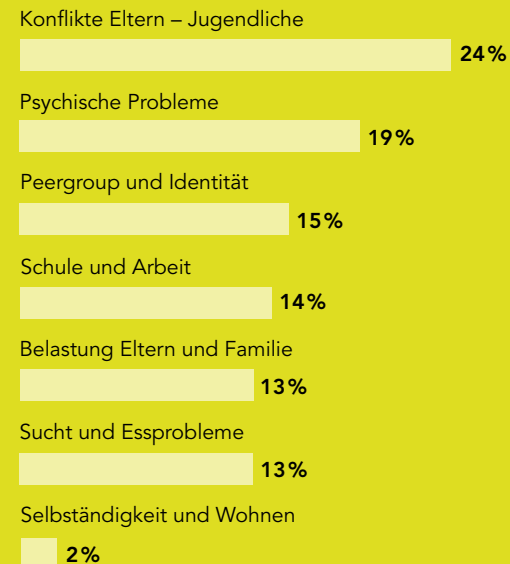 Konflikte Eltern – Jugendliche
24%
Psychische Probleme
19%
Peergroup und Identität
15%
Schule und Arbeit
14%
Belastung Eltern und Familie
13%
Sucht und Essprobleme
13%
Selbständigkeit und Wohnen
2%